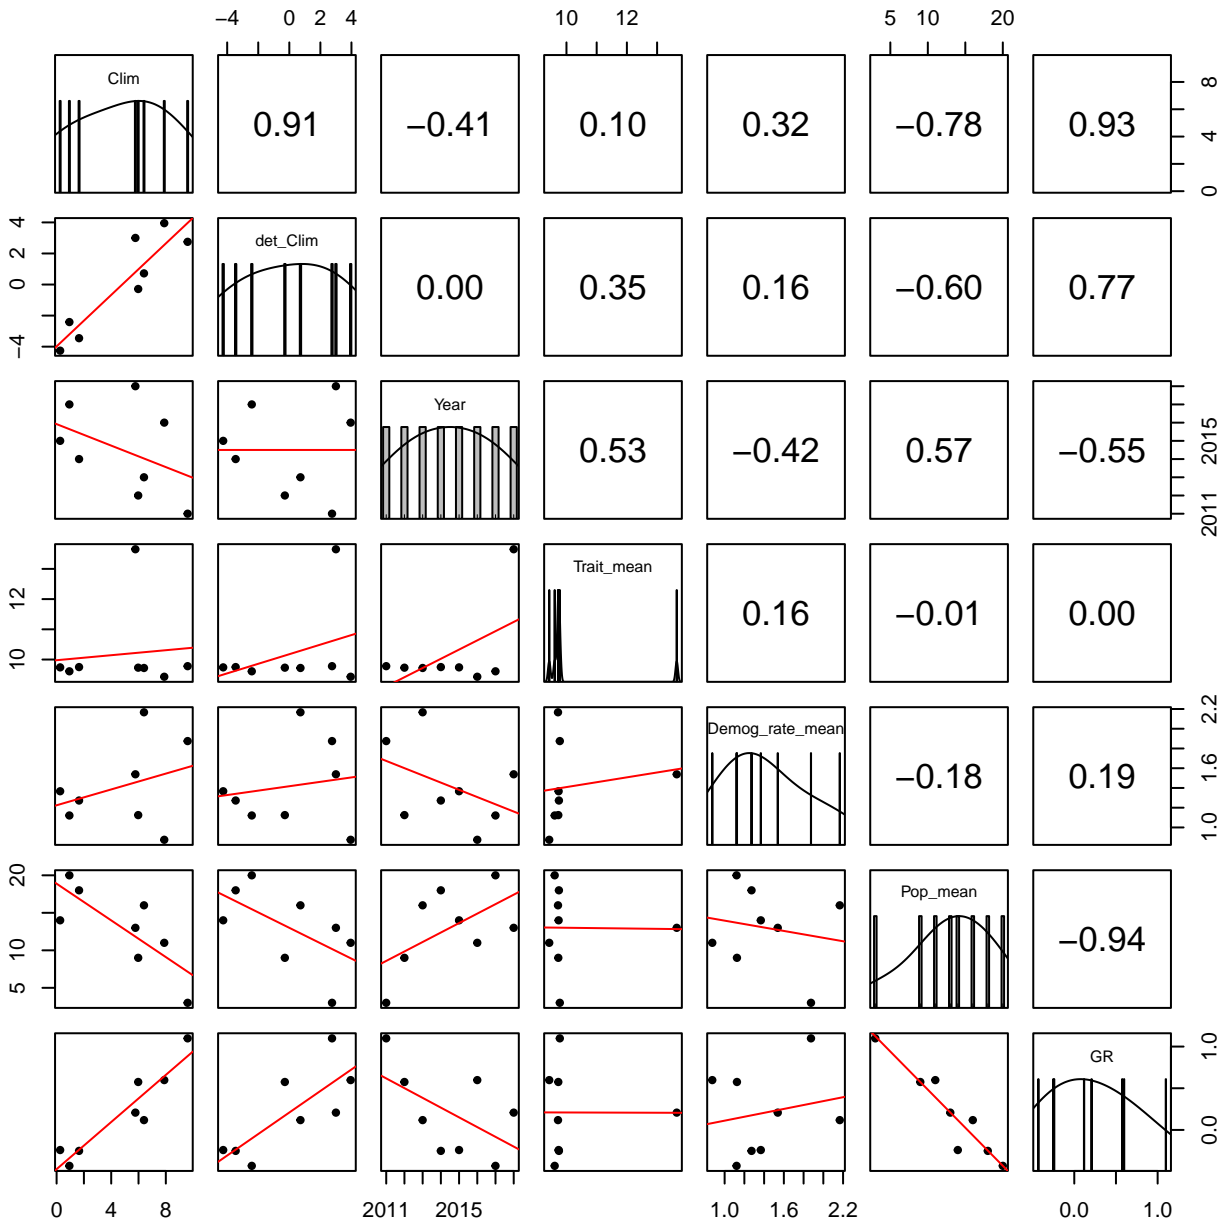 −4 0 2 4 10 12 5 10 20
Clim 0.91 −0.41 0.10 0.32 −0.78 0.93 0 4 8
−4 0 2 4 det_Clim 0.00 0.35 0.16 −0.60 0.77
Year 0.53 −0.42 0.57 −0.55 2011 2015
10 12 Trait_mean 0.16 −0.01 0.00
Demog_rate_mean −0.18 0.19 1.0 1.6 2.2
5 10 20 Pop_mean −0.94
GR 0.0 1.0
0 4 8 2011 2015 1.0 1.6 2.2 0.0 1.0